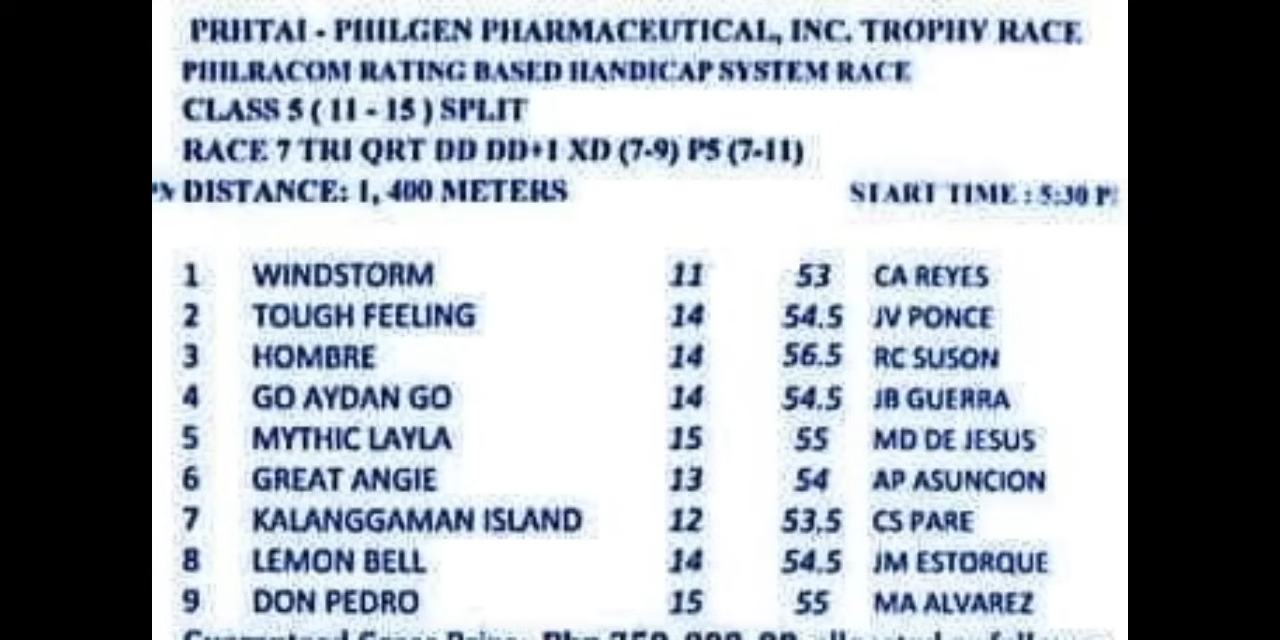 PRHTAI - PHILGEN PHARMACEUTICAL, INC. TROPHY RACE
PHILRACOM RATING BASED HANDICAP SYSTEM RACE
CLASS 5 ( 11 - 15 ) SPLIT
RACE 7 TRI QRT DD DD+1 XD (7-9) P5 (7-11)
DISTANCE: 1, 400 METERS START TIME : 5:30 P
1 WINDSTORM 11 53 CA REYES
2 TOUGH FEELING 14 54.5 JV PONCE
3 HOMBRE 14 56.5 RC SUSON
4 GO AYDAN GO 14 54.5 JB GUERRA
5 MYTHIC LAYLA 15 55 MD DE JESUS
6 GREAT ANGIE 13 54 AP ASUNCION
7 KALANGGAMAN ISLAND 12 53.5 CS PARE
8 LEMON BELL 14 54.5 JM ESTORQUE
9 DON PEDRO 15 55 MA ALVAREZ